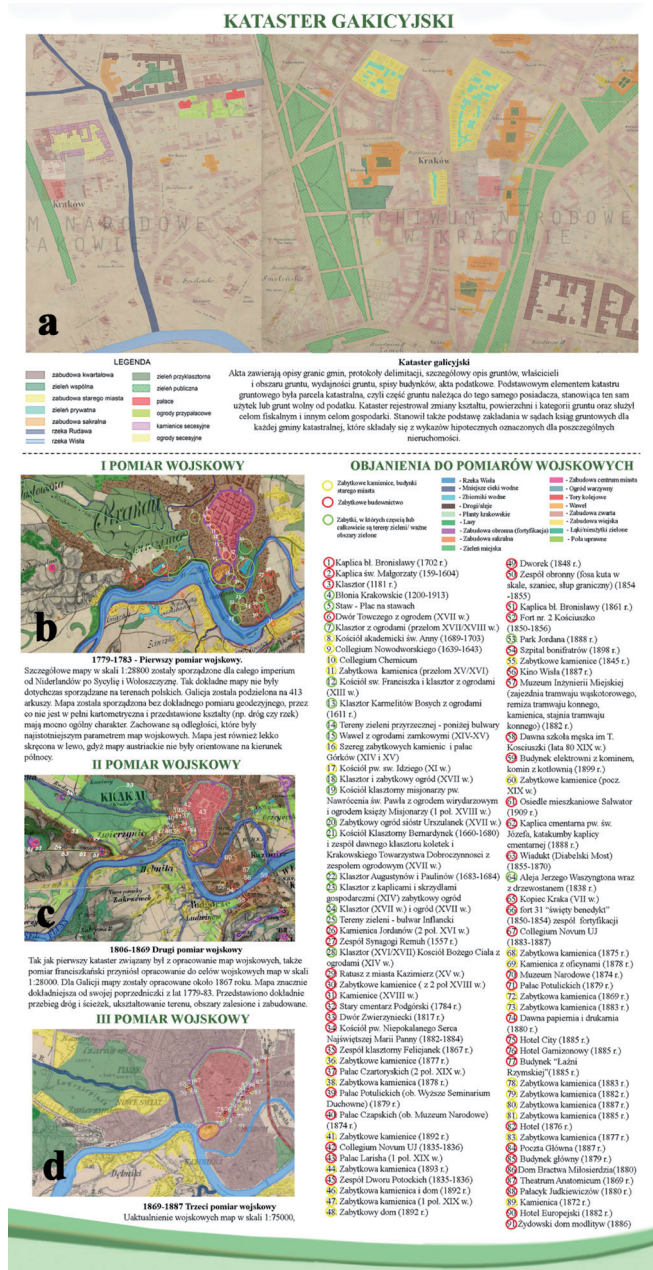 KATASTER GAKICYJSKI
Kraków
Kraków
M NARODOWE
KRAKOWIE
ARCHIWUM NARODOWE
W KRAKOWIE
a
LEGENDA
zabudowa kwartałowa
zieleń wspólna
zabudowa starego miasta
zieleń prywatna
zabudowa sakralna
rzeka Rudawa
rzeka Wisła
zieleń przyklasztorna
zieleń publiczna
pałace
ogrody przypałacowe
kamienice secesyjne
ogrody secesyjne
Kataster galicyjski
Akta zawierają opisy granic gmin, protokoły delimitacji, szczegółowy opis gruntów, właścicieli
i obszaru gruntu, wydajności gruntu, spisy budynków, akta podatkowe. Podstawowym elementem katastru
gruntowego była parcela katastralna, czyli część gruntu należąca do tego samego posiadacza, stanowiąca ten sam
użytek lub grunt wolny od podatku. Kataster rejestrował zmiany kształtu, powierzchni i kategorii gruntu oraz służył
celom fiskalnym i innym celom gospodarki. Stanowił także podstawę zakładania w sądach ksiąg gruntowych dla
każdej gminy katastralnej, które składały się z wykazów hipotecznych oznaczonych dla poszczególnych
nieruchomości.
I POMIAR WOJSKOWY
b
1779-1783 - Pierwszy pomiar wojskowy.
Szczegółowe mapy w skali 1:28800 zostały sporządzone dla całego imperium
od Niderlandów po Sycylię i Wołoszczyznę. Tak dokładne mapy nie były
dotychczas sporządzane na terenach polskich. Galicja została podzielona na 413
arkuszy. Mapa została sporządzona bez dokładnego pomiaru geodezyjnego, przez
co nie jest w pełni kartometryczna i przedstawione kształty (np. dróg czy rzek)
mają mocno ogólny charakter. Zachowane są odległości, które były
najistotniejszym parametrem map wojskowych. Mapa jest również lekko
skręcona w lewo, gdyż mapy austriackie nie były orientowane na kierunek
północy.
II POMIAR WOJSKOWY
KRAKAU
Zwierzyniec
Dębniki
Zakrzówek
Ludwinow
c
1806-1869 Drugi pomiar wojskowy
Tak jak pierwszy kataster związany był z opracowanie map wojskowych, także
pomiar franciszkański przyniósł opracowanie do celów wojskowych map w skali
1:28000. Dla Galicji mapy zostały opracowane około 1867 roku. Mapa znacznie
dokładniejsza od swojej poprzedniczki z lat 1779-83. Przedstawiono dokładnie
przebieg dróg i ścieżek, ukształtowanie terenu, obszary zalesione i zabudowane.
III POMIAR WOJSKOWY
Dębniki
d
1869-1887 Trzeci pomiar wojskowy
Uaktualnienie wojskowych map w skali 1:75000,
OBJANIENIA DO POMIARÓW WOJSKOWYCH
Zabytkowe kamienice, budynki
starego miasta
Zabytkowe budownictwo
Zabytki, w których częścią lub
całkowicie są tereny zieleni/ ważne
obszary zielone
- Rzeka Wisła
- Mniejsze cieki wodne
- Zbiorniki wodne
- Drogi/aleje
- Planty krakowskie
- Lasy
- Zabudowa obronna (fortyfikacja)
- Zabudowa sakralna
- Zieleń miejska
- Zabudowa centrum miasta
- Ogród warzywny
- Tory kolejowe
- Wawel
- Zabudowa zwarta
- Zabudowa wiejska
- Łąki/nieużytki zielone
- Pola uprawne
1 Kaplica bł. Bronisławy (1702 r.)
2 Kaplica św. Małgorzaty (159-1604)
3 Klasztor (1181 r.)
4 Błonia Krakowskie (1200-1913)
5 Staw - Plac na stawach
6 Dwór Towczego z ogrodem (XVII w.)
7 Klasztor z ogrodami (przełom XVII/XVIII w.)
8. Kościół akademicki św. Anny (1689-1703)
9. Collegium Nowodworskiego (1639-1643)
10. Collegium Chemicum
11. Zabytkowa kamienica (przełom XV/XVI)
12 Kościół św. Franciszka i klasztor z ogrodami
(XIII w.)
13 Klasztor Karmelitów Bosych z ogrodami
(1611 r.)
14 Tereny zieleni przyrzecznej - poniżej bulwary
15 Wawel z ogrodami zamkowymi (XIV-XV)
16. Szereg zabytkowych kamienic i pałac
Górków (XIV i XV)
17. Kościół pw. sw. Idziego (XI w.)
18 Klasztor i zabytkowy ogród (XVII w.)
19 Kościół klasztorny misjonarzy pw.
Nawrócenia św. Pawła z ogrodem wirydarzowym
i ogrodem księży Misjonarzy (1 poł. XVIII w.)
20 Zabytkowy ogród sióstr Urszulanek (XVII w.)
21 Kościół Klasztorny Bernardynek (1660-1680)
i zespół dawnego klasztoru koletek i
Krakowskiego Towarzystwa Dobroczynnosci z
zespołem ogrodowym (XVII w.)
22 Klasztor Augustynów i Paulinów (1683-1684)
23 Klasztor z kaplicami i skrzydłami
gospodarczmi (XIV) zabytkowy ogród
24 Klasztor (XVII w.) i ogród (XVII w.)
25 Tereny zieleni - bulwar Inflancki
26 Kamienica Jordanów (2 poł. XVI w.)
27 Zespół Synagogi Remuh (1557 r.)
28 Klasztor (XVI/XVII) Kościół Bożego Ciała z
ogrodami (XIV w.)
29 Ratusz z miasta Kazimierz (XV w.)
30 Zabytkowe kamienice ( z 2 poł XVIII w.)
31 Kamienice (XVIII w.)
32 Stary cmentarz Podgórski (1784 r.)
33 Dwór Zwierzyniecki (1817 r.)
34 Kościół pw. Niepokalanego Serca
Najświętszej Marii Panny (1882-1884)
35 Zespół klasztorny Felicjanek (1867 r.)
36. Zabytkowe kamienice (1877 r.)
37 Pałac Czartoryskich (2 poł. XIX w.)
38. Zabytkowa kamienica (1878 r.)
39 Pałac Potulickich (ob. Wyższe Seminarium
Duchowne) (1879 r.)
40 Pałac Czapskich (ob. Muzeum Narodowe)
(1874 r.)
41. Zabytkowe kamienice (1892 r.)
42 Collegium Novum UJ (1835-1836)
43 Pałac Larisha (1 poł. XIX w.)
44. Zabytkowa kamienica (1893 r.)
45 Zespół Dworu Potockich (1835-1836)
46. Zabytkowa kamienica i dom (1892 r.)
47. Zabytkowa kamienica (1 poł. XIX w.)
48. Zabytkowy dom (1892 r.)
49 Dworek (1848 r.)
50 Zespół obronny (fosa kuta w
skale, szaniec, słup graniczny) (1854
-1855)
51 Kaplica bł. Bronisławy (1861 r.)
52 Fort nr. 2 Kościuszko
(1850-1856)
53 Park Jordana (1888 r.)
54 Szpital bonifratrów (1898 r.)
55. Zabytkowe kamienice (1845 r.)
56 Kino Wisła (1887 r.)
57 Muzeum Inżynierii Miejskiej
(zajezdnia tramwaju wąskotorowego,
remiza tramwaju konnego,
kamienica, stajnia tramwaju
konnego) (1882 r.)
58 Dawna szkoła męska im T.
Kosciuszki (lata 80 XIX w.)
59 Budynek elektrowni z kominem,
komin z kotłownią (1899 r.)
60. Zabytkowe kamienice (pocz.
XIX w.)
61 Osiedle mieszkaniowe Salwator
(1909 r.)
62 Kaplica cmentarna pw. św.
Józefa, katakumby kaplicy
cmentarnej (1888 r.)
63 Wiadukt (Diabelski Most)
(1855-1870)
64 Aleja Jerzego Waszyngtona wraz
z drzewostanem (1838 r.)
65 Kopiec Kraka (VII w.)
66 fort 31 "święty benedykt"
(1850-1854) zespół fortyfikacji
67 Collegium Novum UJ
(1883-1887)
68 Zabytkowa kamienica (1875 r.)
69. Kamienica z oficynami (1878 r.)
70 Muzeum Narodowe (1874 r.)
71 Pałac Potulickich (1879 r.)
72 Zabytkowa kamienica (1869 r.)
73 Zabytkowa kamienica (1883 r.)
74 Dawna papiernia i drukarnia
(1880 r.)
75 Hotel City (1885 r.)
76 Hotel Garnizonowy (1885 r.)
77 Budynek "Łaźni
Rzymskiej"(1885 r.)
78 Zabytkowa kamienica (1883 r.)
79 Zabytkowa kamienica (1882 r.)
80 Zabytkowa kamienica (1887 r.)
81 Zabytkowa kamienica (1885 r.)
82 Hotel (1876 r.)
83 Zabytkowa kamienica (1877 r.)
84 Poczta Główna (1887 r.)
85 Budynek główny (1879 r.)
86 Dom Bractwa Miłosierdzia(1880)
87 Theatrum Anatomicum (1869 r.)
88 Pałacyk Judkiewiczów (1880 r.)
89. Kamienica (1872 r.)
90 Hotel Europejski (1882 r.)
91 Żydowski dom modlitwy (1886)